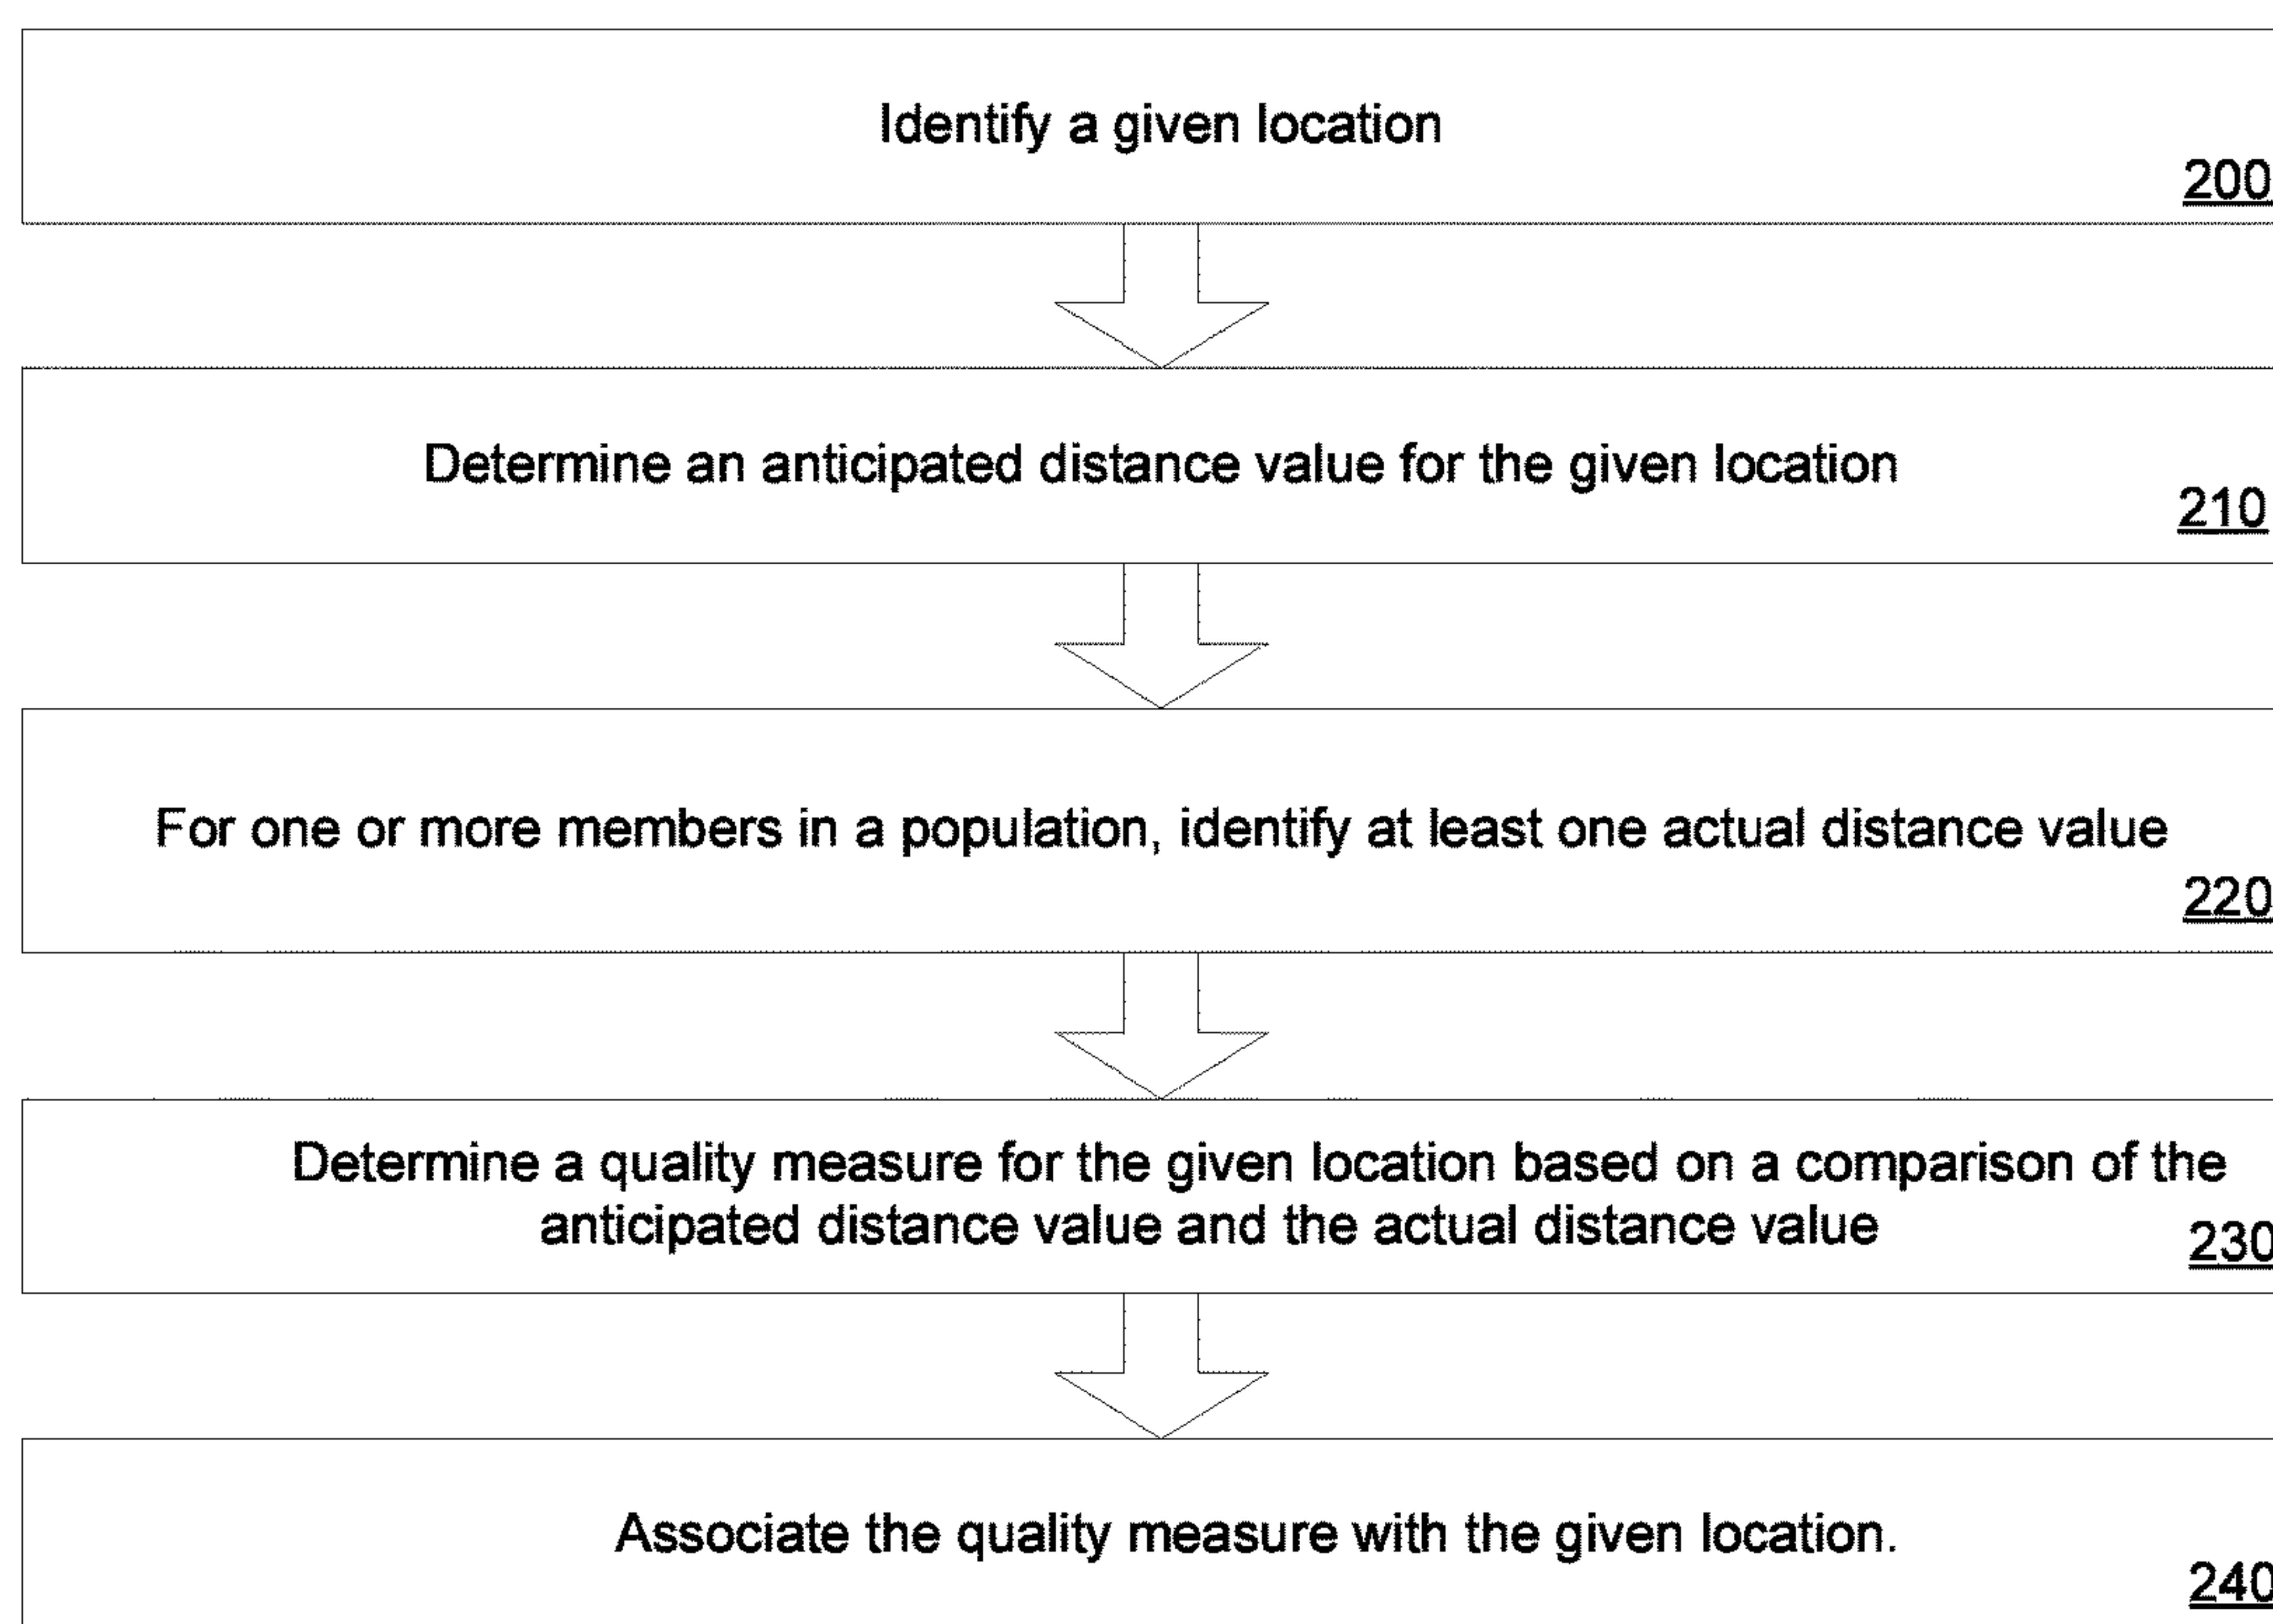 Identify a given location
200
Determine an anticipated distance value for the given location
210
For one or more members in a population, identify at least one actual distance value
220
Determine a quality measure for the given location based on a comparison of the
anticipated distance value and the actual distance value
230
Associate the quality measure with the given location.
240